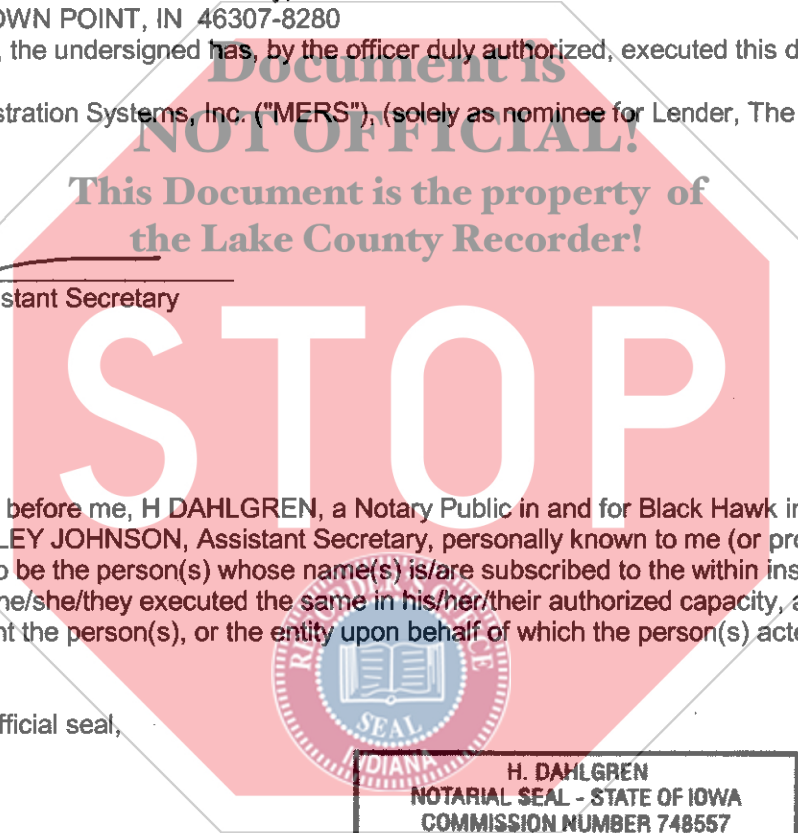 OWN POINT, IN 46307-8280
, the undersigned has, by the officer duly authorized, executed this d
Document is
stration Systems, Inc. ("MERS"), (solely as nominee for Lender, The
NOT OFFICIAL!
This Document is the property of
the Lake County Recorder!
stant Secretary
STOP
before me, H DAHLGREN, a Notary Public in and for Black Hawk in
LEY JOHNSON, Assistant Secretary, personally known to me (or pro
o be the person(s) whose name(s) is/are subscribed to the within ins
he/she/they executed the same in his/her/their authorized capacity, a
nt the person(s), or the entity upon behalf of which the person(s) acte
RECORDER'S OFFICE
SEAL
INDIANA
fficial seal,
H. DAHLGREN
NOTARIAL SEAL - STATE OF IOWA
COMMISSION NUMBER 748557